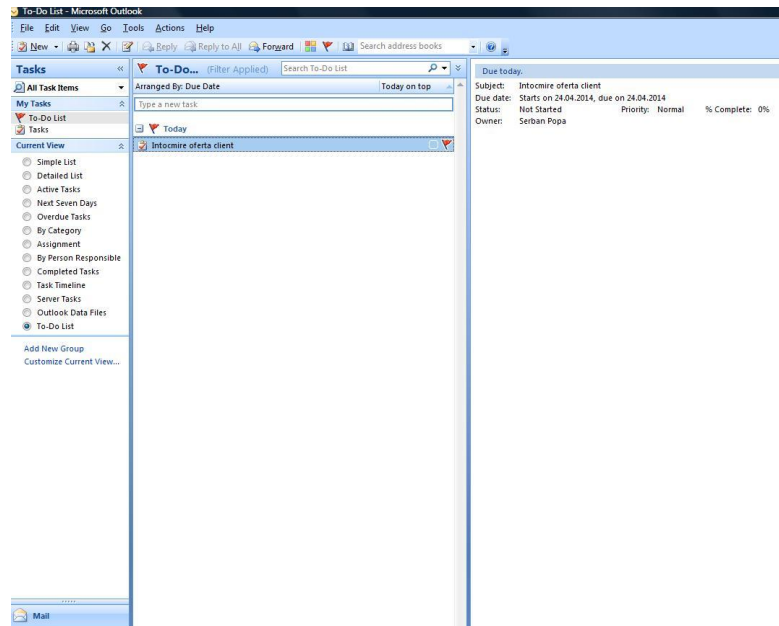 To-Do List - Microsoft Outlook
File Edit View Go Tools Actions Help
New Reply Reply to All Forward Search address books
Tasks «
All Task Items
My Tasks
To-Do List
Tasks
Current View
Simple List
Detailed List
Active Tasks
Next Seven Days
Overdue Tasks
By Category
Assignment
By Person Responsible
Completed Tasks
Task Timeline
Server Tasks
Outlook Data Files
To-Do List
Add New Group
Customize Current View...
Mail
To-Do... (Filter Applied) Search To-Do List
Arranged By: Due Date Today on top
Type a new task
Today
Intocmire oferta client
Due today.
Subject: Intocmire oferta client
Due date: Starts on 24.04.2014, due on 24.04.2014
Status: Not Started Priority: Normal % Complete: 0%
Owner: Serban Popa